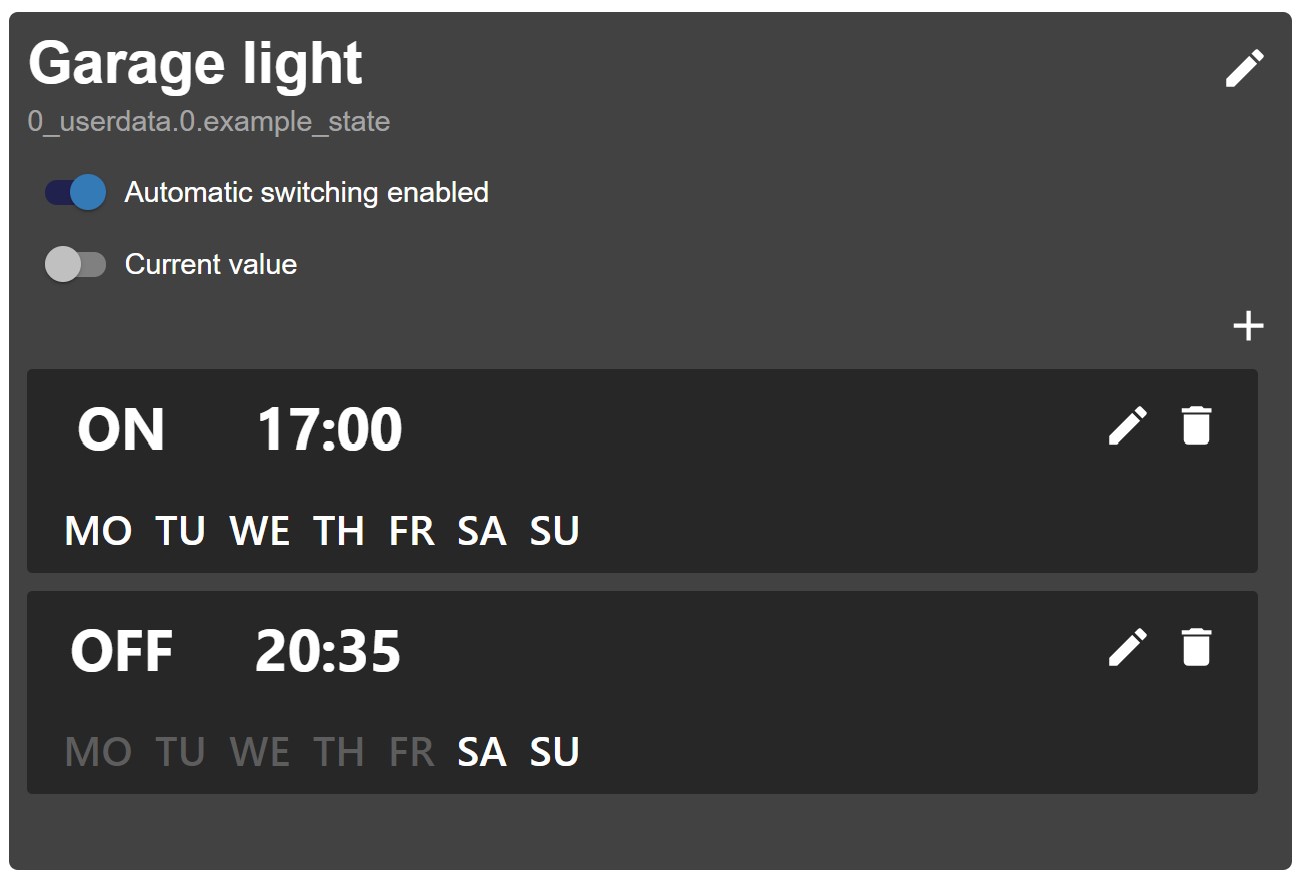 Garage light
0_userdata.0.example_state
Automatic switching enabled
Current value
ON 17:00
MO TU WE TH FR SA SU
OFF 20:35
MO TU WE TH FR SA SU